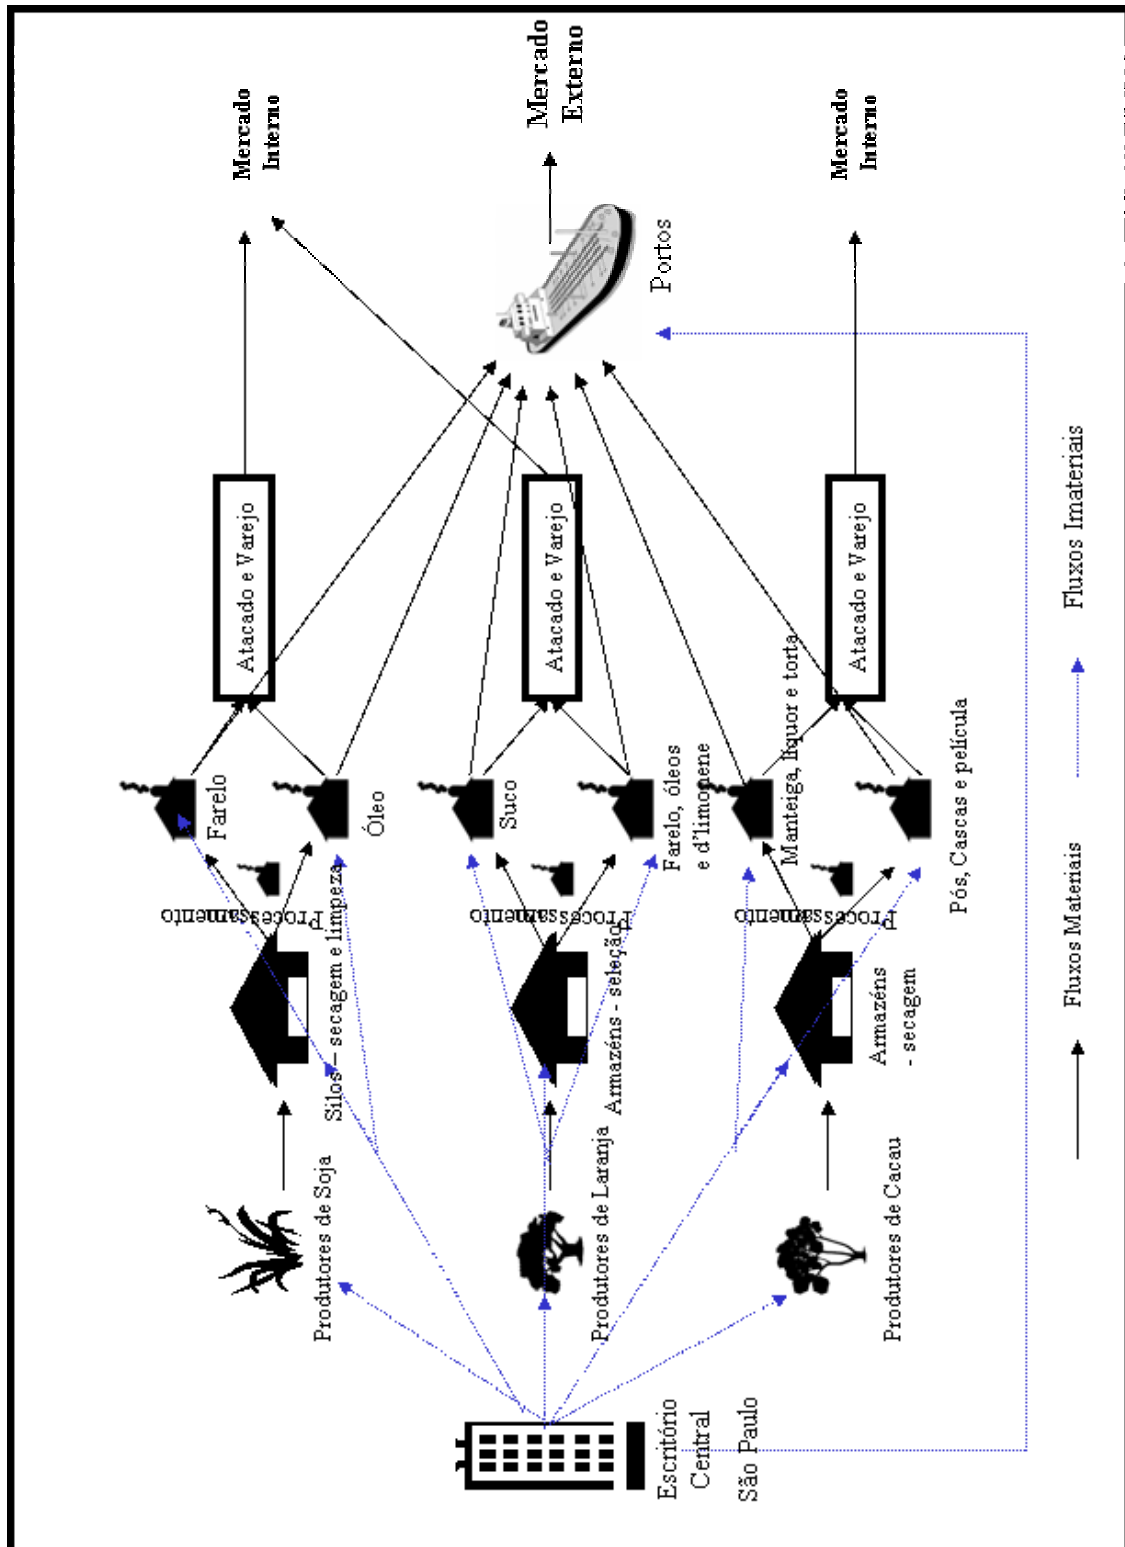 Mercado
Interno
Mercado
Externo
Mercado
Interno
Portos
Atacado e Varejo
Atacado e Varejo
Atacado e Varejo
Farelo
Óleo
Suco
Farelo, óleos
e d'limonene
Manteiga, liquor e torta
Pós, Cascas e película
Processamento
Processamento
Processamento
Silos – secagem e limpeza
Armazéns - seleção
Armazéns
- secagem
Produtores de Soja
Produtores de Laranja
Produtores de Cacau
Escritório
Central
São Paulo
Fluxos Materiais
Fluxos Imateriais